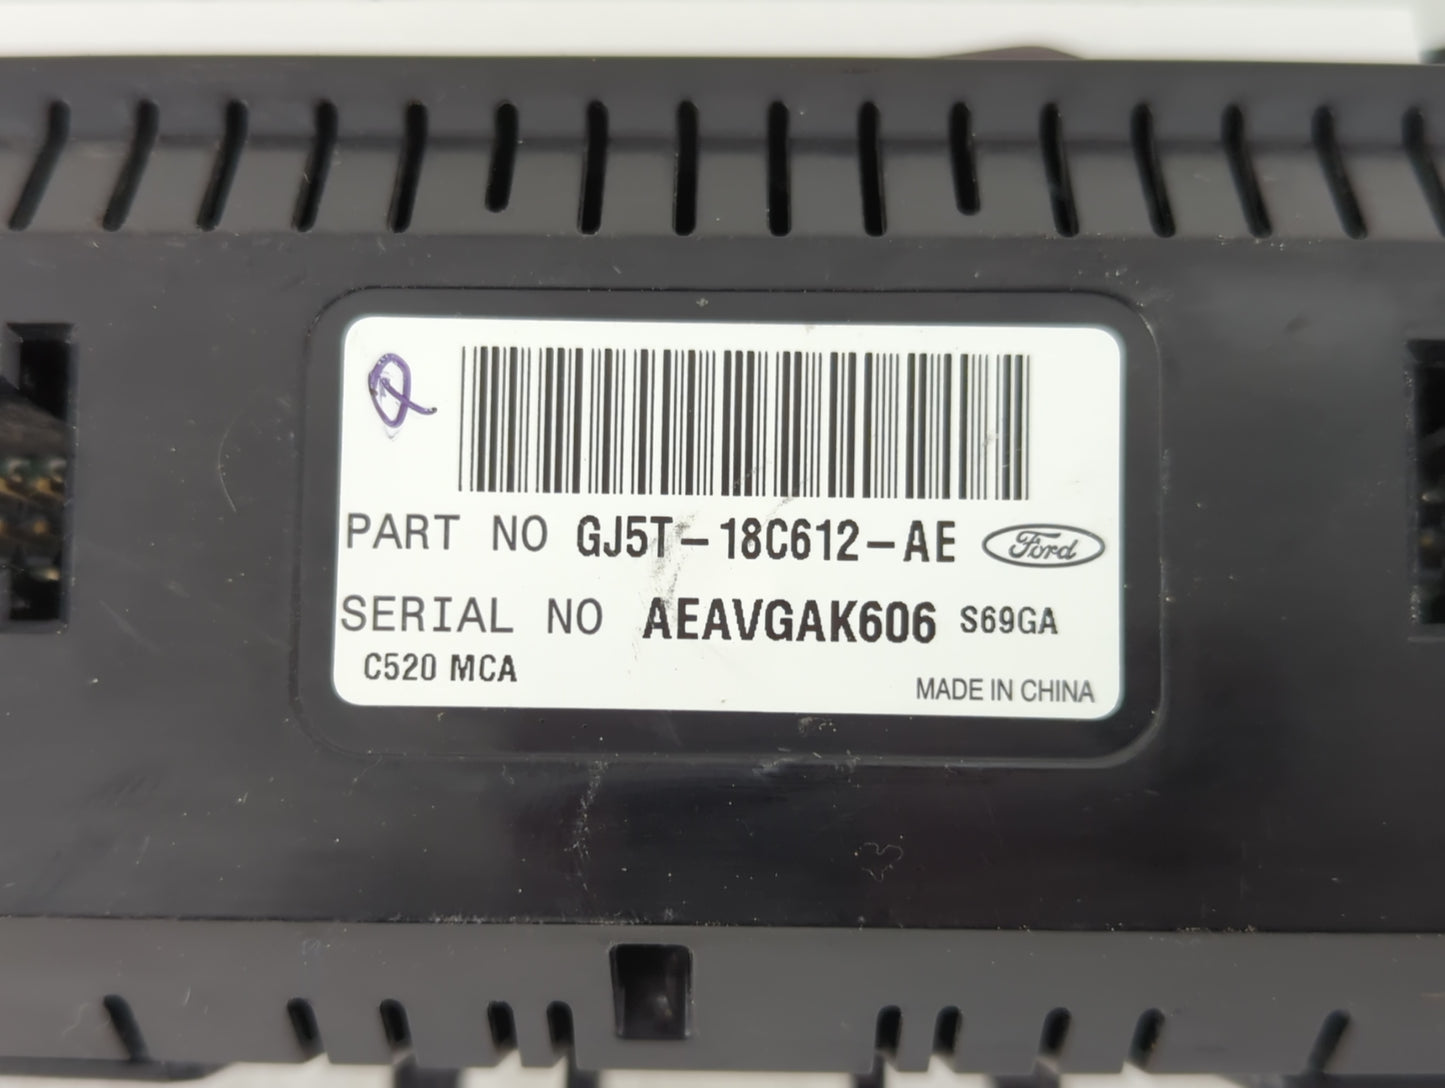 PART NO GJ5T-18C612-AE Ford
SERIAL NO AEAVGAK606 S69GA
C520 MCA
MADE IN CHINA